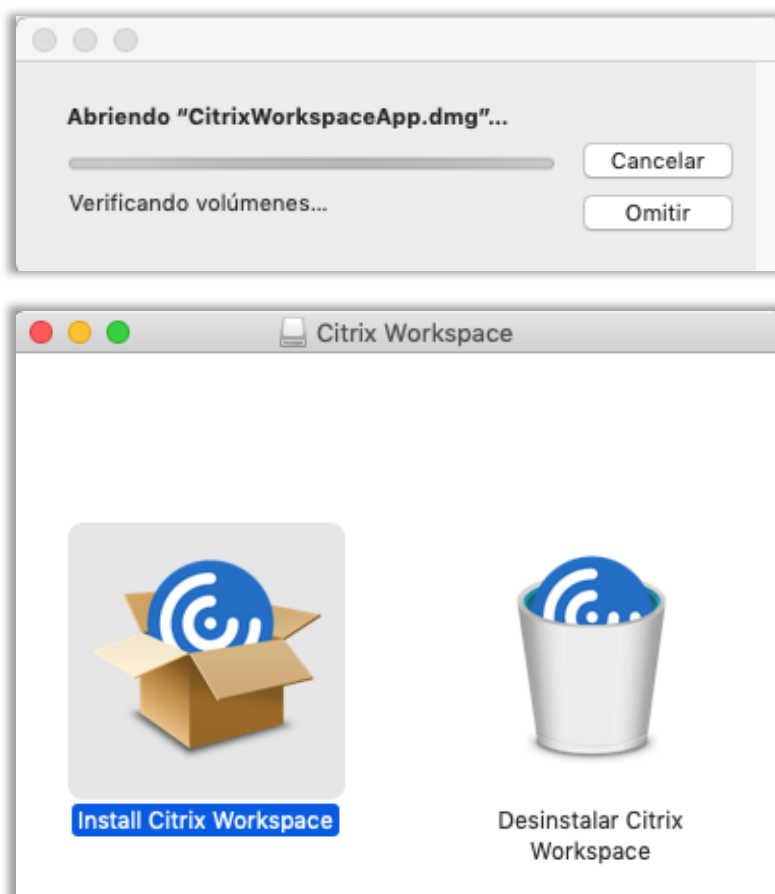 Abriendo “CitrixWorkspaceApp.dmg”...
Cancelar
Verificando volúmenes...
Omitir
Citrix Workspace
Install Citrix Workspace
Desinstalar Citrix
Workspace